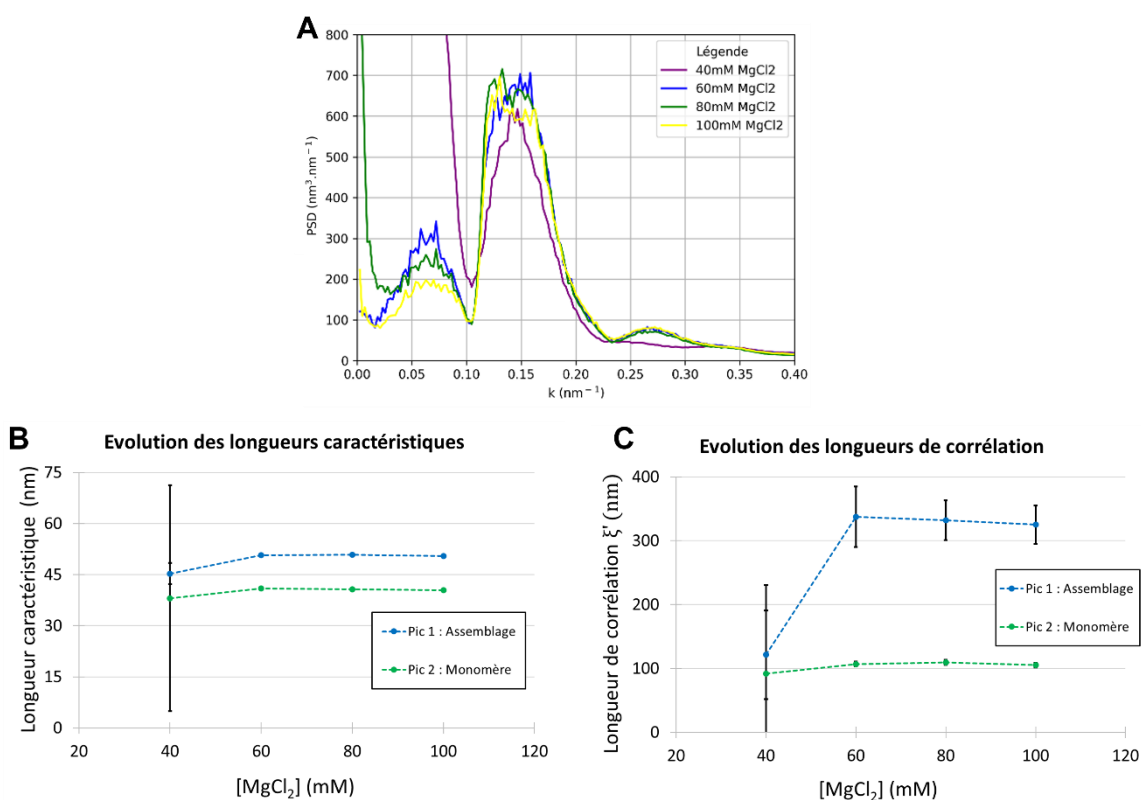 A
800
700
600
500
400
300
200
100
0
PSD (nm³.nm⁻¹)
0.00 0.05 0.10 0.15 0.20 0.25 0.30 0.35 0.40
k (nm⁻¹)
Légende
40mM MgCl2
60mM MgCl2
80mM MgCl2
100mM MgCl2
B
Evolution des longueurs caractéristiques
Longueur caractéristique (nm)
75
60
45
30
15
0
20 40 60 80 100 120
[MgCl₂] (mM)
Pic 1 : Assemblage
Pic 2 : Monomère
C
Evolution des longueurs de corrélation
Longueur de corrélation ξ' (nm)
400
300
200
100
0
20 40 60 80 100 120
[MgCl₂] (mM)
Pic 1 : Assemblage
Pic 2 : Monomère